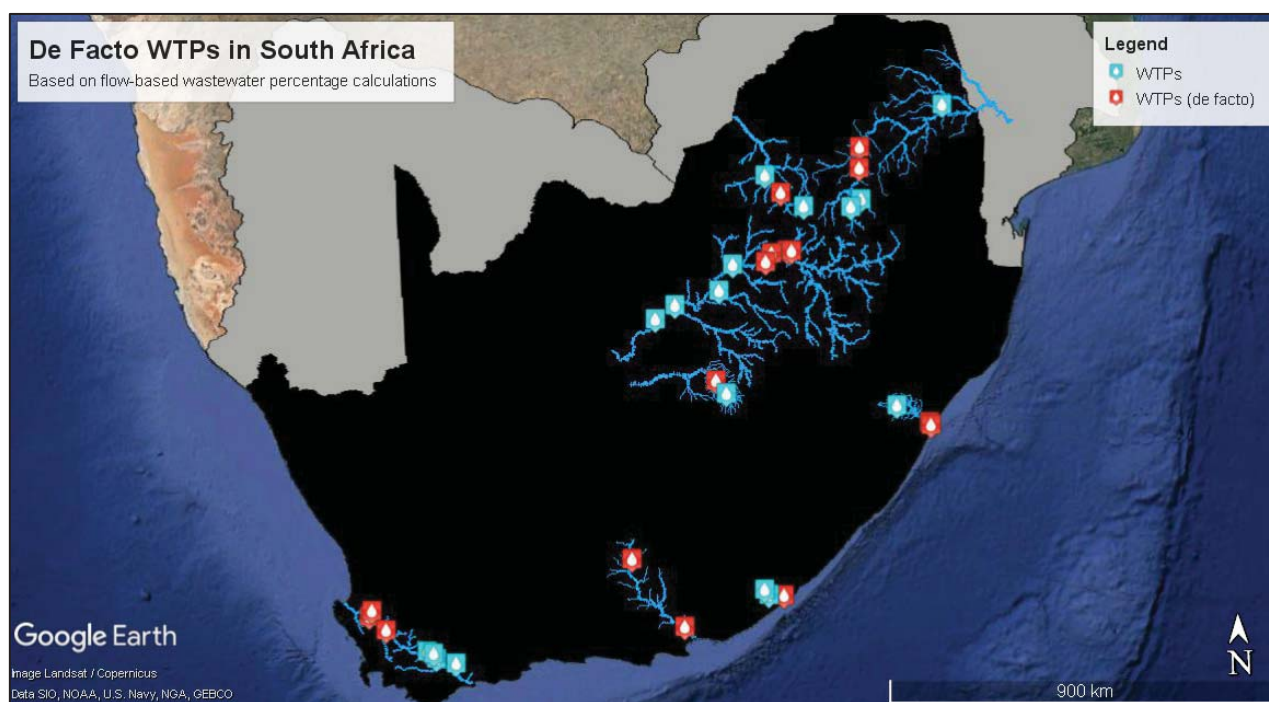 De Facto WTPs in South Africa
Based on flow-based wastewater percentage calculations
Legend
WTPs
WTPs (de facto)
Google Earth
Image Landsat / Copernicus
Data SIO, NOAA, U.S. Navy, NGA, GEBCO
N
900 km